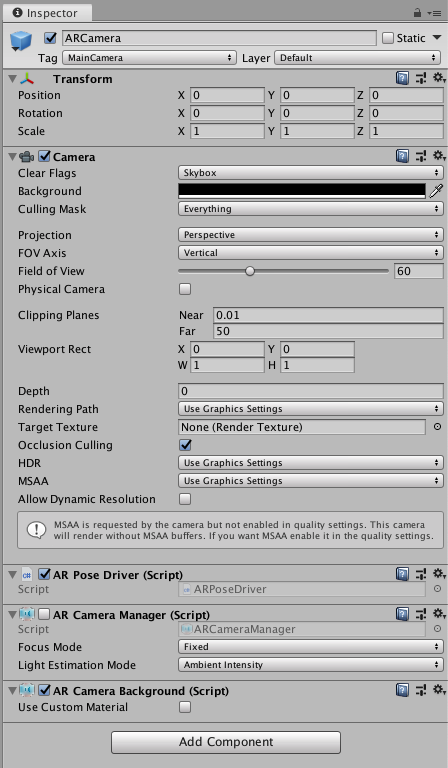 Inspector
ARCamera Static
Tag MainCamera Layer Default
Transform
Position X 0 Y 0 Z 0
Rotation X 0 Y 0 Z 0
Scale X 1 Y 1 Z 1
Camera
Clear Flags Skybox
Background
Culling Mask Everything
Projection Perspective
FOV Axis Vertical
Field of View 60
Physical Camera
Clipping Planes Near 0.01
Far 50
Viewport Rect X 0 Y 0
W 1 H 1
Depth 0
Rendering Path Use Graphics Settings
Target Texture None (Render Texture)
Occlusion Culling
HDR Use Graphics Settings
MSAA Use Graphics Settings
Allow Dynamic Resolution
MSAA is requested by the camera but not enabled in quality settings. This camera
will render without MSAA buffers. If you want MSAA enable it in the quality settings.
AR Pose Driver (Script)
Script ARPoseDriver
AR Camera Manager (Script)
Script ARCameraManager
Focus Mode Fixed
Light Estimation Mode Ambient Intensity
AR Camera Background (Script)
Use Custom Material
Add Component